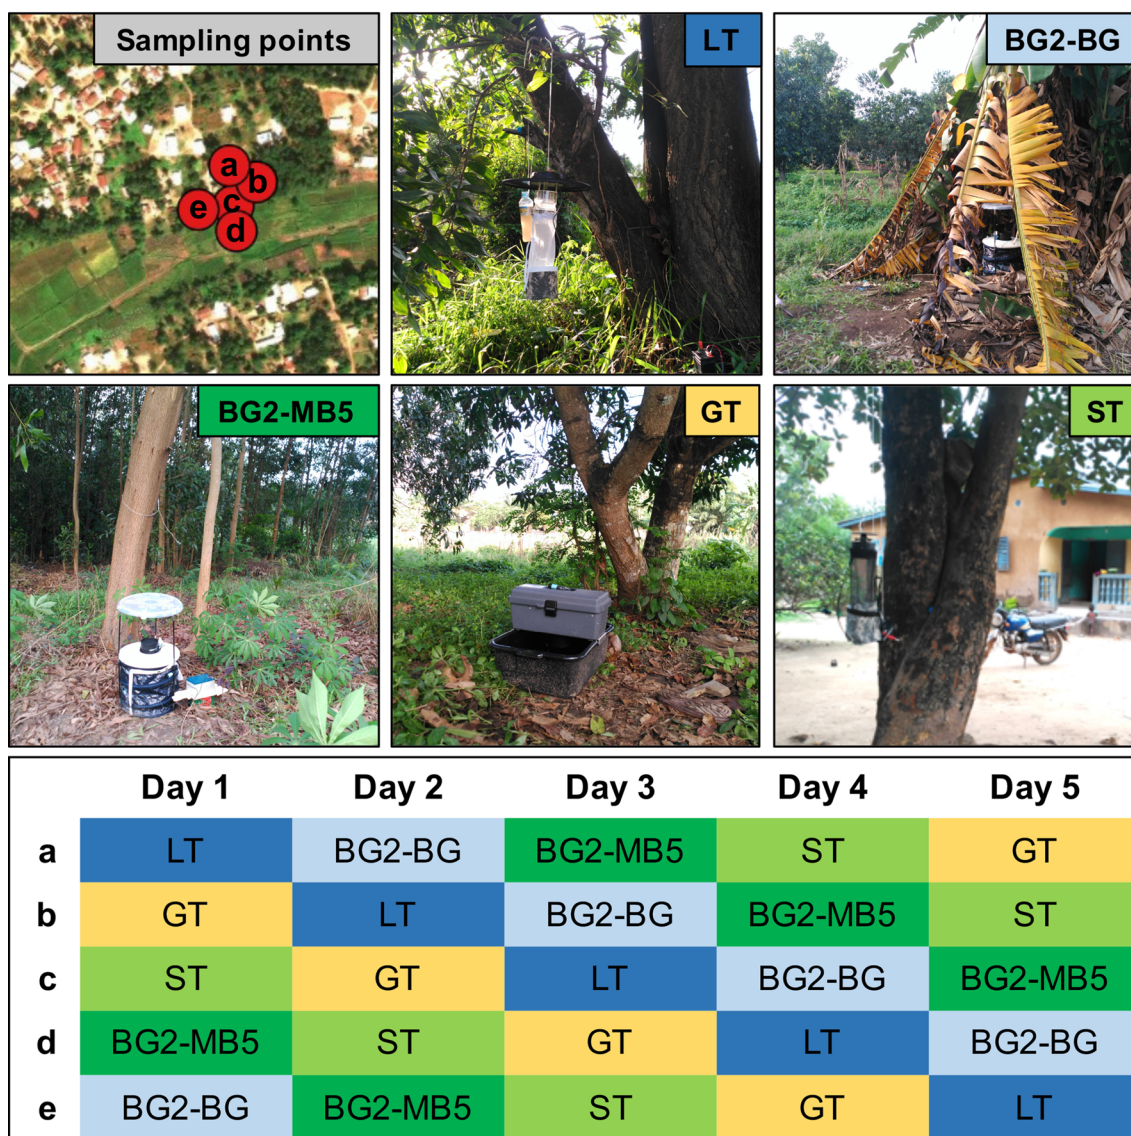 Sampling points
LT
BG2-BG
a
b
c
e
d
BG2-MB5
GT
ST
Day 1 Day 2 Day 3 Day 4 Day 5
a LT BG2-BG BG2-MB5 ST GT
b GT LT BG2-BG BG2-MB5 ST
c ST GT LT BG2-BG BG2-MB5
d BG2-MB5 ST GT LT BG2-BG
e BG2-BG BG2-MB5 ST GT LT